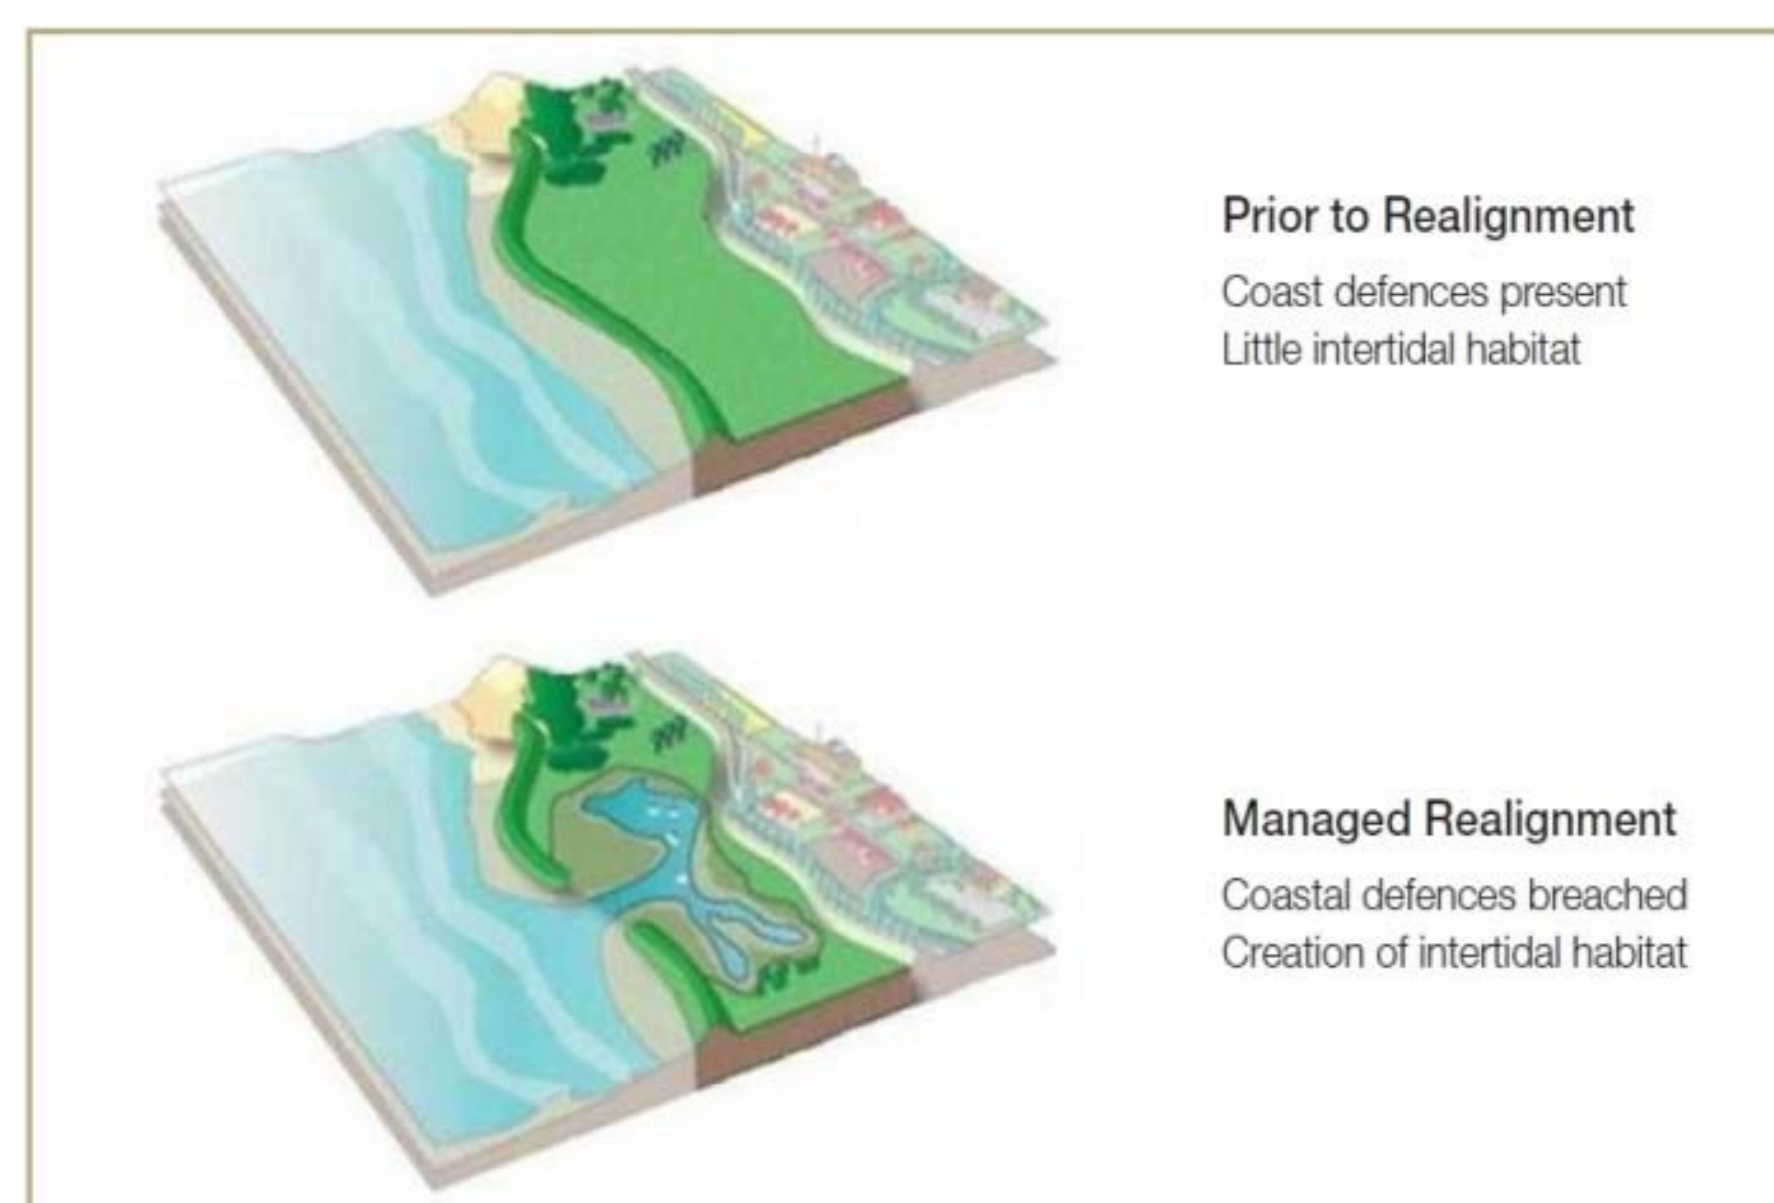 Prior to Realignment
Coast defences present
Little intertidal habitat
Managed Realignment
Coastal defences breached
Creation of intertidal habitat